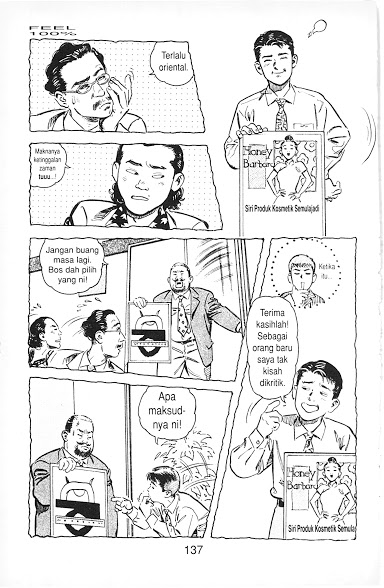 FEEL
100%
Terlalu
oriental.
Maknanya
ketinggalan
zaman
tuuu...
Honey
Barbara
Siri Produk Kosmetik Semulajadi
Jangan buang
masa lagi.
Bos dah pilih
yang ni!
Ketika
itu...
Terima
kasihlah!
Sebagai
orang baru
saya tak
kisah
dikritik.
Apa
maksud-
nya ni!
Honey
Barbara
Siri Produk Kosmetik Semula
137